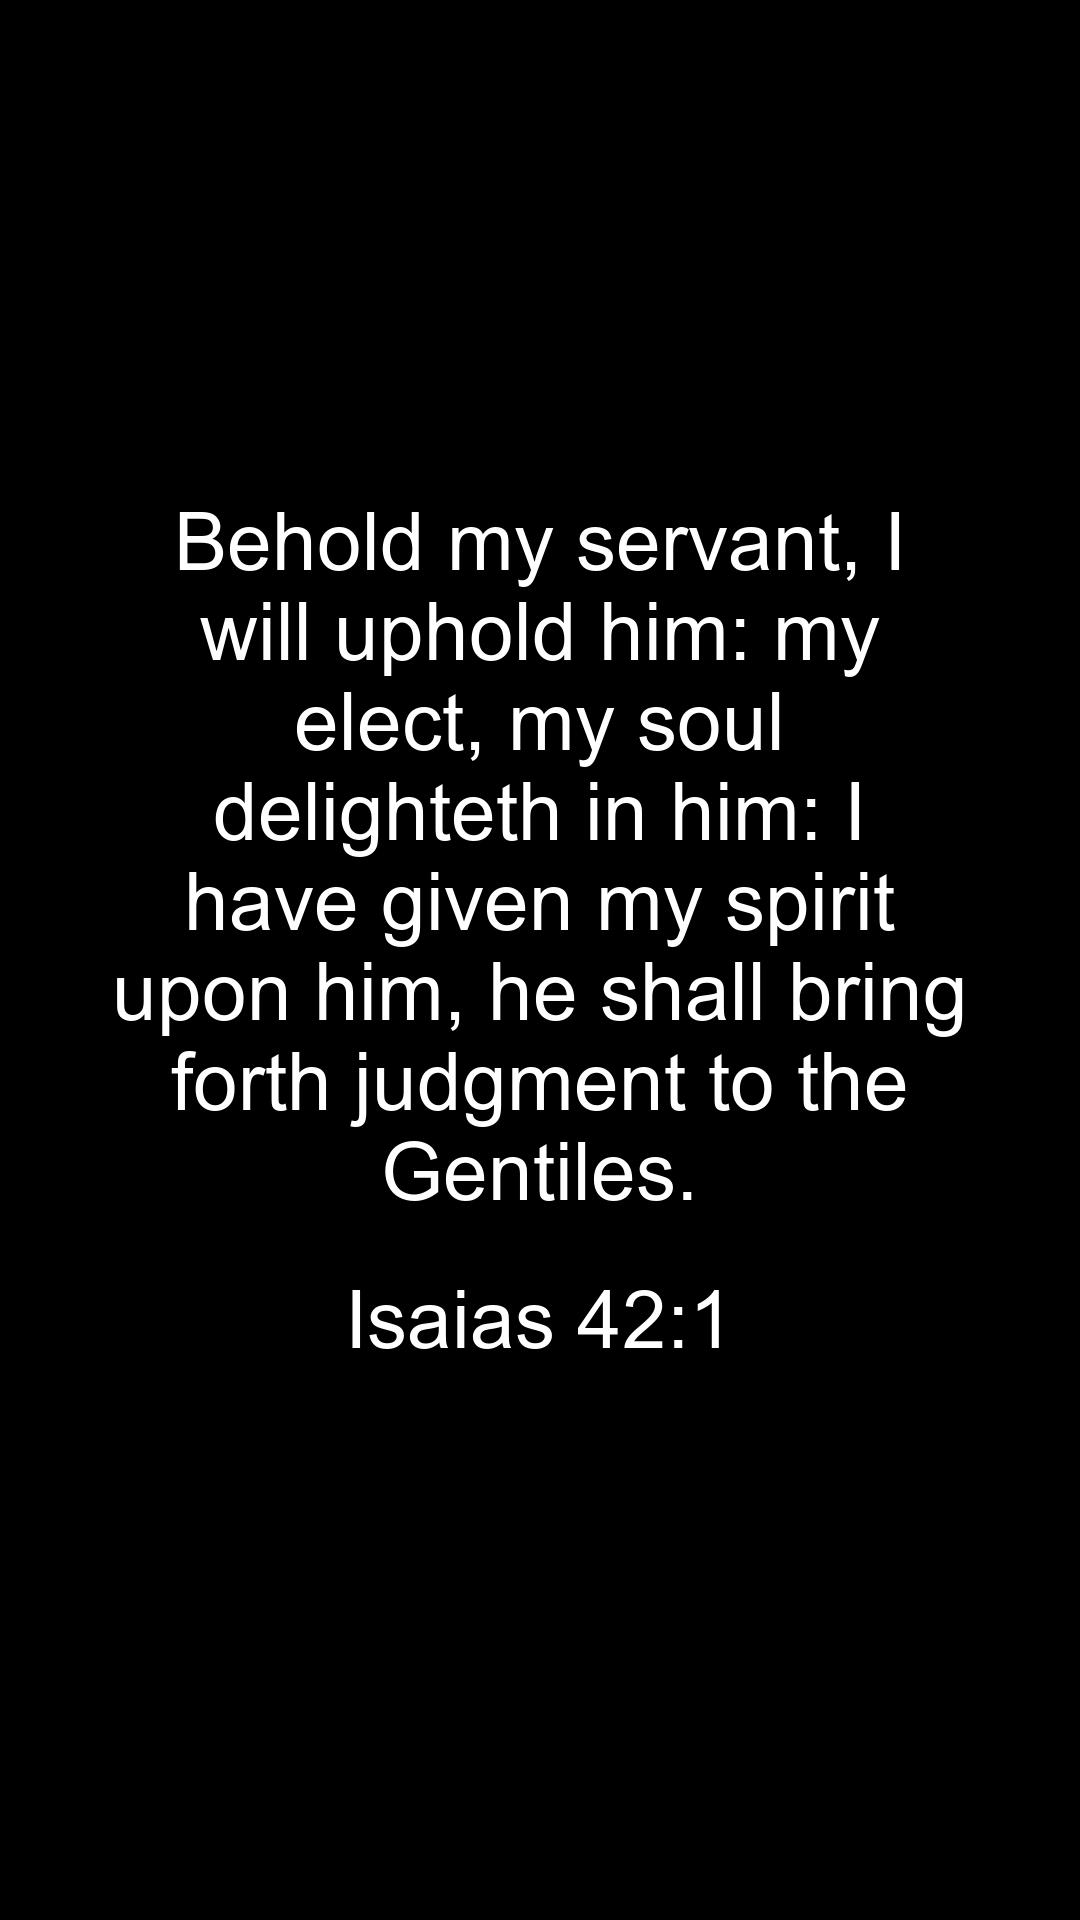 Behold my servant, I
will uphold him: my
elect, my soul
delighteth in him: I
have given my spirit
upon him, he shall bring
forth judgment to the
Gentiles.
Isaias 42:1